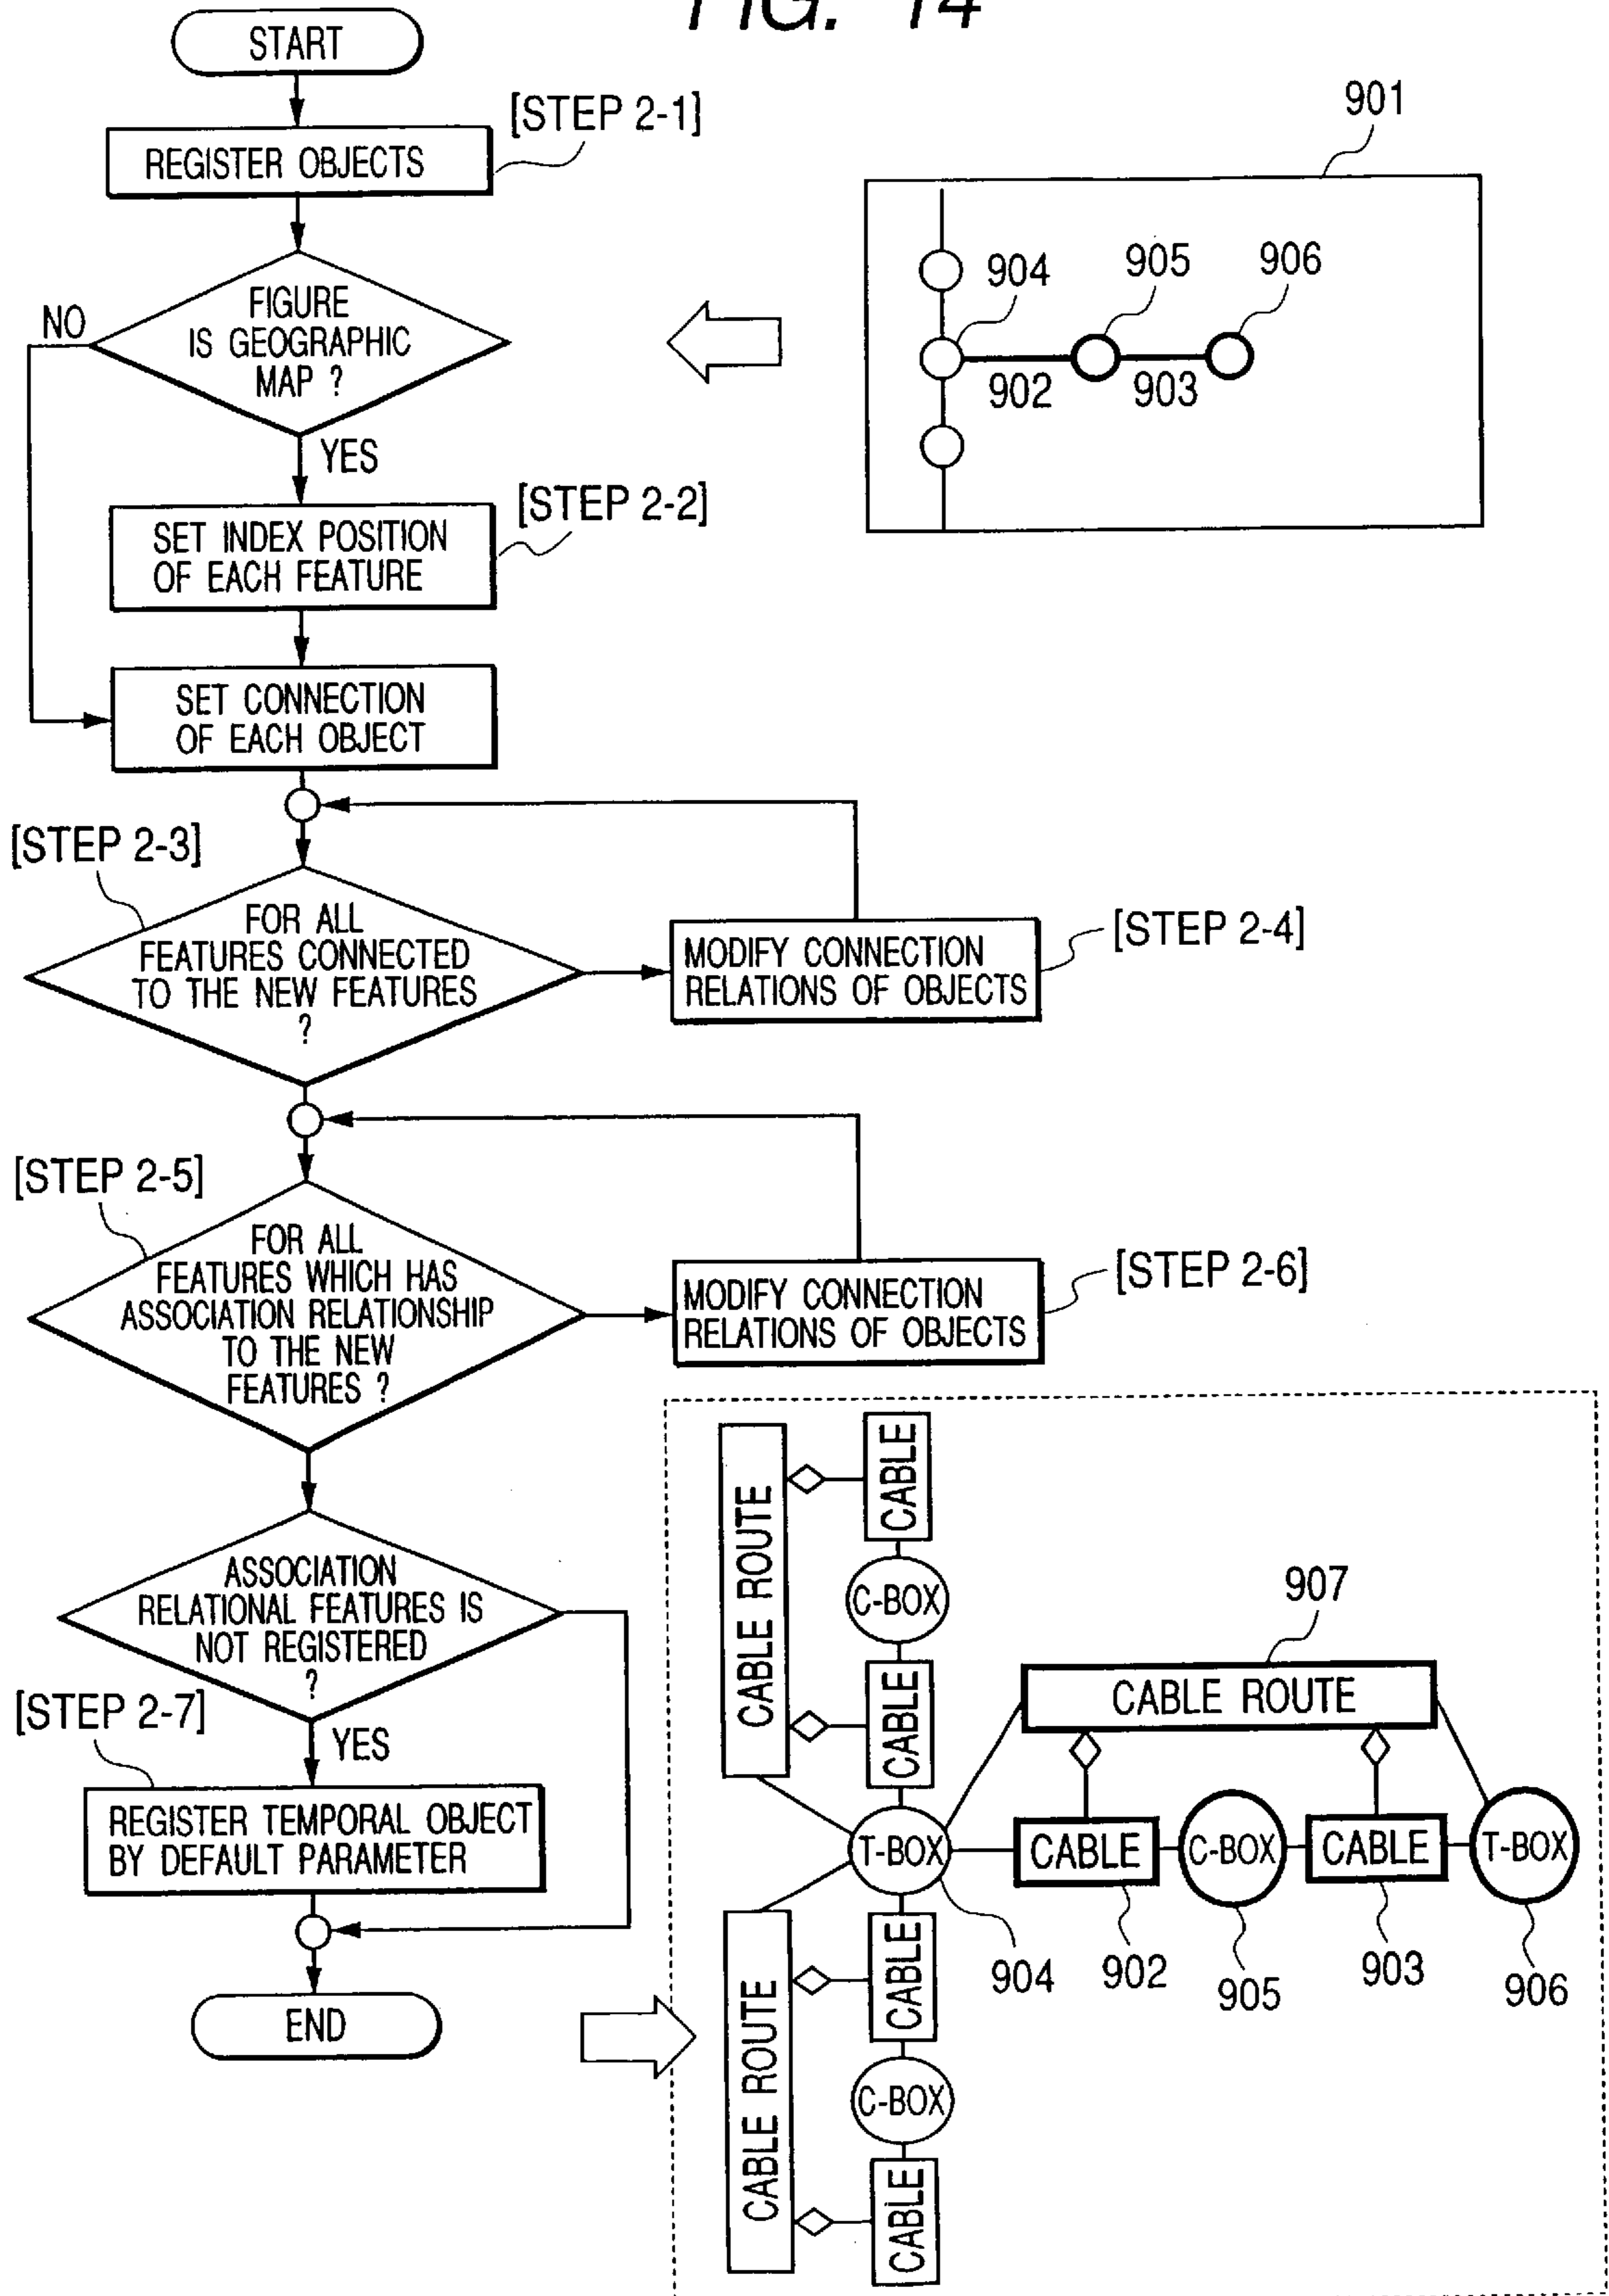 FIG. 14
START
[STEP 2-1]
REGISTER OBJECTS
901
904
905
906
902
903
FIGURE
IS GEOGRAPHIC
MAP ?
NO
YES
[STEP 2-2]
SET INDEX POSITION
OF EACH FEATURE
SET CONNECTION
OF EACH OBJECT
[STEP 2-3]
FOR ALL
FEATURES CONNECTED
TO THE NEW FEATURES
?
MODIFY CONNECTION
RELATIONS OF OBJECTS
[STEP 2-4]
[STEP 2-5]
FOR ALL
FEATURES WHICH HAS
ASSOCIATION RELATIONSHIP
TO THE NEW
FEATURES ?
MODIFY CONNECTION
RELATIONS OF OBJECTS
[STEP 2-6]
ASSOCIATION
RELATIONAL FEATURES IS
NOT REGISTERED
?
[STEP 2-7]
YES
REGISTER TEMPORAL OBJECT
BY DEFAULT PARAMETER
END
CABLE ROUTE
CABLE
C-BOX
CABLE
907
CABLE ROUTE
T-BOX
CABLE
C-BOX
CABLE
T-BOX
904
902
905
903
906
CABLE ROUTE
CABLE
C-BOX
CABLE